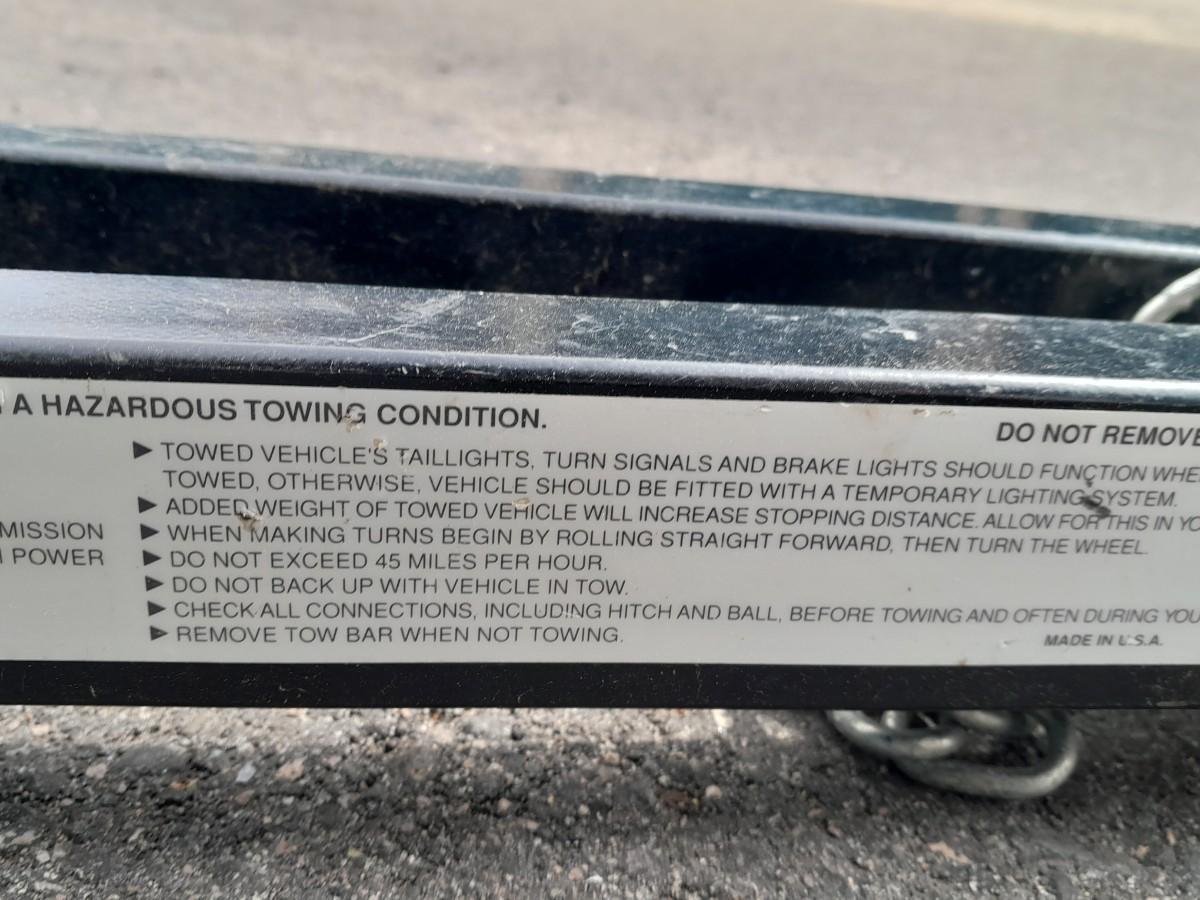 A HAZARDOUS TOWING CONDITION.
DO NOT REMOVE
▶ TOWED VEHICLE'S TAILLIGHTS, TURN SIGNALS AND BRAKE LIGHTS SHOULD FUNCTION WHE
TOWED, OTHERWISE, VEHICLE SHOULD BE FITTED WITH A TEMPORARY LIGHTING SYSTEM.
▶ ADDED WEIGHT OF TOWED VEHICLE WILL INCREASE STOPPING DISTANCE. ALLOW FOR THIS IN YO
MISSION
▶ WHEN MAKING TURNS BEGIN BY ROLLING STRAIGHT FORWARD, THEN TURN THE WHEEL.
POWER
▶ DO NOT EXCEED 45 MILES PER HOUR.
▶ DO NOT BACK UP WITH VEHICLE IN TOW.
▶ CHECK ALL CONNECTIONS, INCLUDING HITCH AND BALL, BEFORE TOWING AND OFTEN DURING YOU
▶ REMOVE TOW BAR WHEN NOT TOWING.
MADE IN U.S.A.